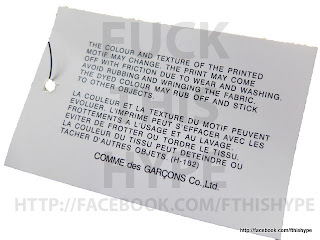 FUCK
THE COLOUR AND TEXTURE OF THE PRINTED
MOTIF MAY CHANGE. THE PRINT MAY COME
OFF WITH FRICTION DUE TO WEAR AND WASHING.
AVOID RUBBING AND WRINGING THE FABRIC.
THE DYED COLOUR MAY RUB OFF AND STICK
TO OTHER OBJECTS.
THIS
LA COULEUR ET LA TEXTURE DU MOTIF PEUVENT
EVOLUER. L'IMPRIME PEUT S'EFFACER AVEC LES
FROTTEMENTS A L'USAGE ET AU LAVAGE.
EVITER DE FROTTER OU TORDRE LE TISSU.
LA COULEUR DU TISSU PEUT DETEINDRE OU
TACHER D'AUTRES OBJETS. (H-192)
HYPE
COMME des GARÇONS Co.,Ltd.
HTTP://FACEBOOK.COM/FTHISHYPE
http://facebook.com/fthishype